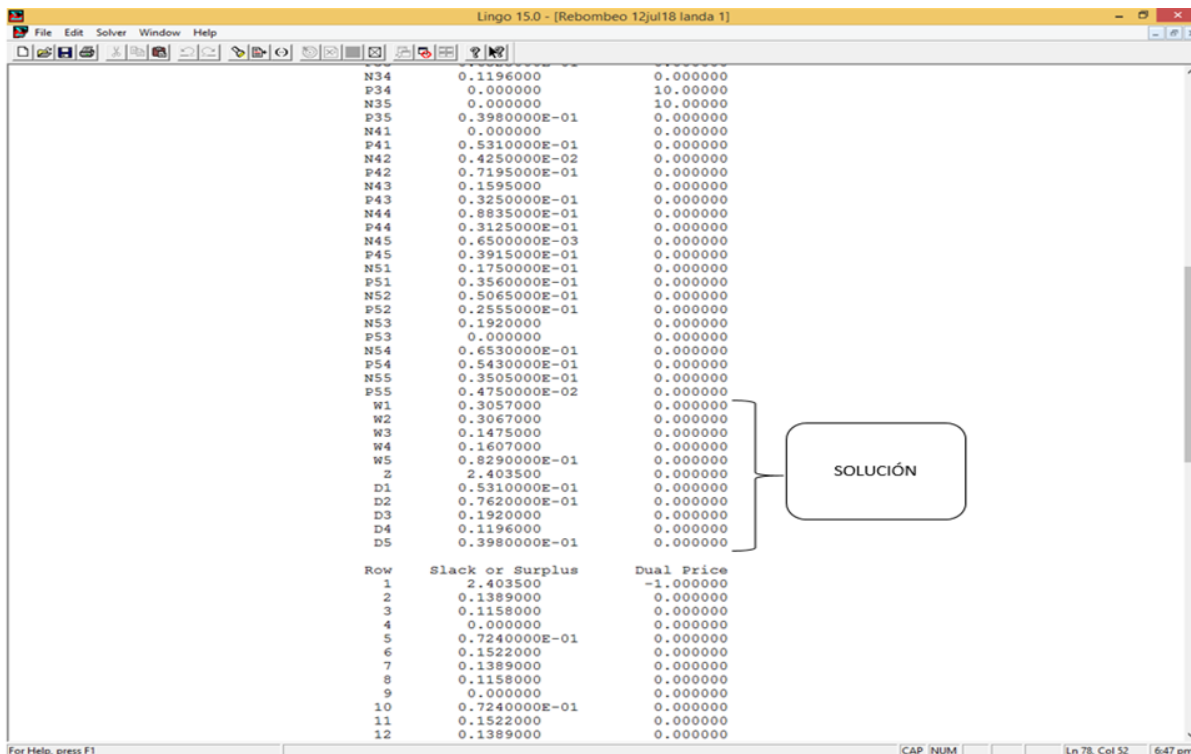 Lingo 15.0 - [Rebombeo 12jul18 landa 1]
File Edit Solver Window Help
N34 0.1196000 0.000000
P34 0.000000 10.00000
N35 0.000000 10.00000
P35 0.3980000E-01 0.000000
N41 0.000000 0.000000
P41 0.5310000E-01 0.000000
N42 0.4250000E-02 0.000000
P42 0.7195000E-01 0.000000
N43 0.1595000 0.000000
P43 0.3250000E-01 0.000000
N44 0.8835000E-01 0.000000
P44 0.3125000E-01 0.000000
N45 0.6500000E-03 0.000000
P45 0.3915000E-01 0.000000
N51 0.1750000E-01 0.000000
P51 0.3560000E-01 0.000000
N52 0.5065000E-01 0.000000
P52 0.2555000E-01 0.000000
N53 0.1920000 0.000000
P53 0.000000 0.000000
N54 0.6530000E-01 0.000000
P54 0.5430000E-01 0.000000
N55 0.3505000E-01 0.000000
P55 0.4750000E-02 0.000000
W1 0.3057000 0.000000
W2 0.3067000 0.000000
W3 0.1475000 0.000000
W4 0.1607000 0.000000
W5 0.8290000E-01 0.000000
Z 2.403500 0.000000
D1 0.5310000E-01 0.000000
D2 0.7620000E-01 0.000000
D3 0.1920000 0.000000
D4 0.1196000 0.000000
D5 0.3980000E-01 0.000000
SOLUCIÓN
Row Slack or Surplus Dual Price
1 2.403500 -1.000000
2 0.1389000 0.000000
3 0.1158000 0.000000
4 0.000000 0.000000
5 0.7240000E-01 0.000000
6 0.1522000 0.000000
7 0.1389000 0.000000
8 0.1158000 0.000000
9 0.000000 0.000000
10 0.7240000E-01 0.000000
11 0.1522000 0.000000
12 0.1389000 0.000000
For Help, press F1 CAP NUM Ln 78, Col 52 6:47 pm